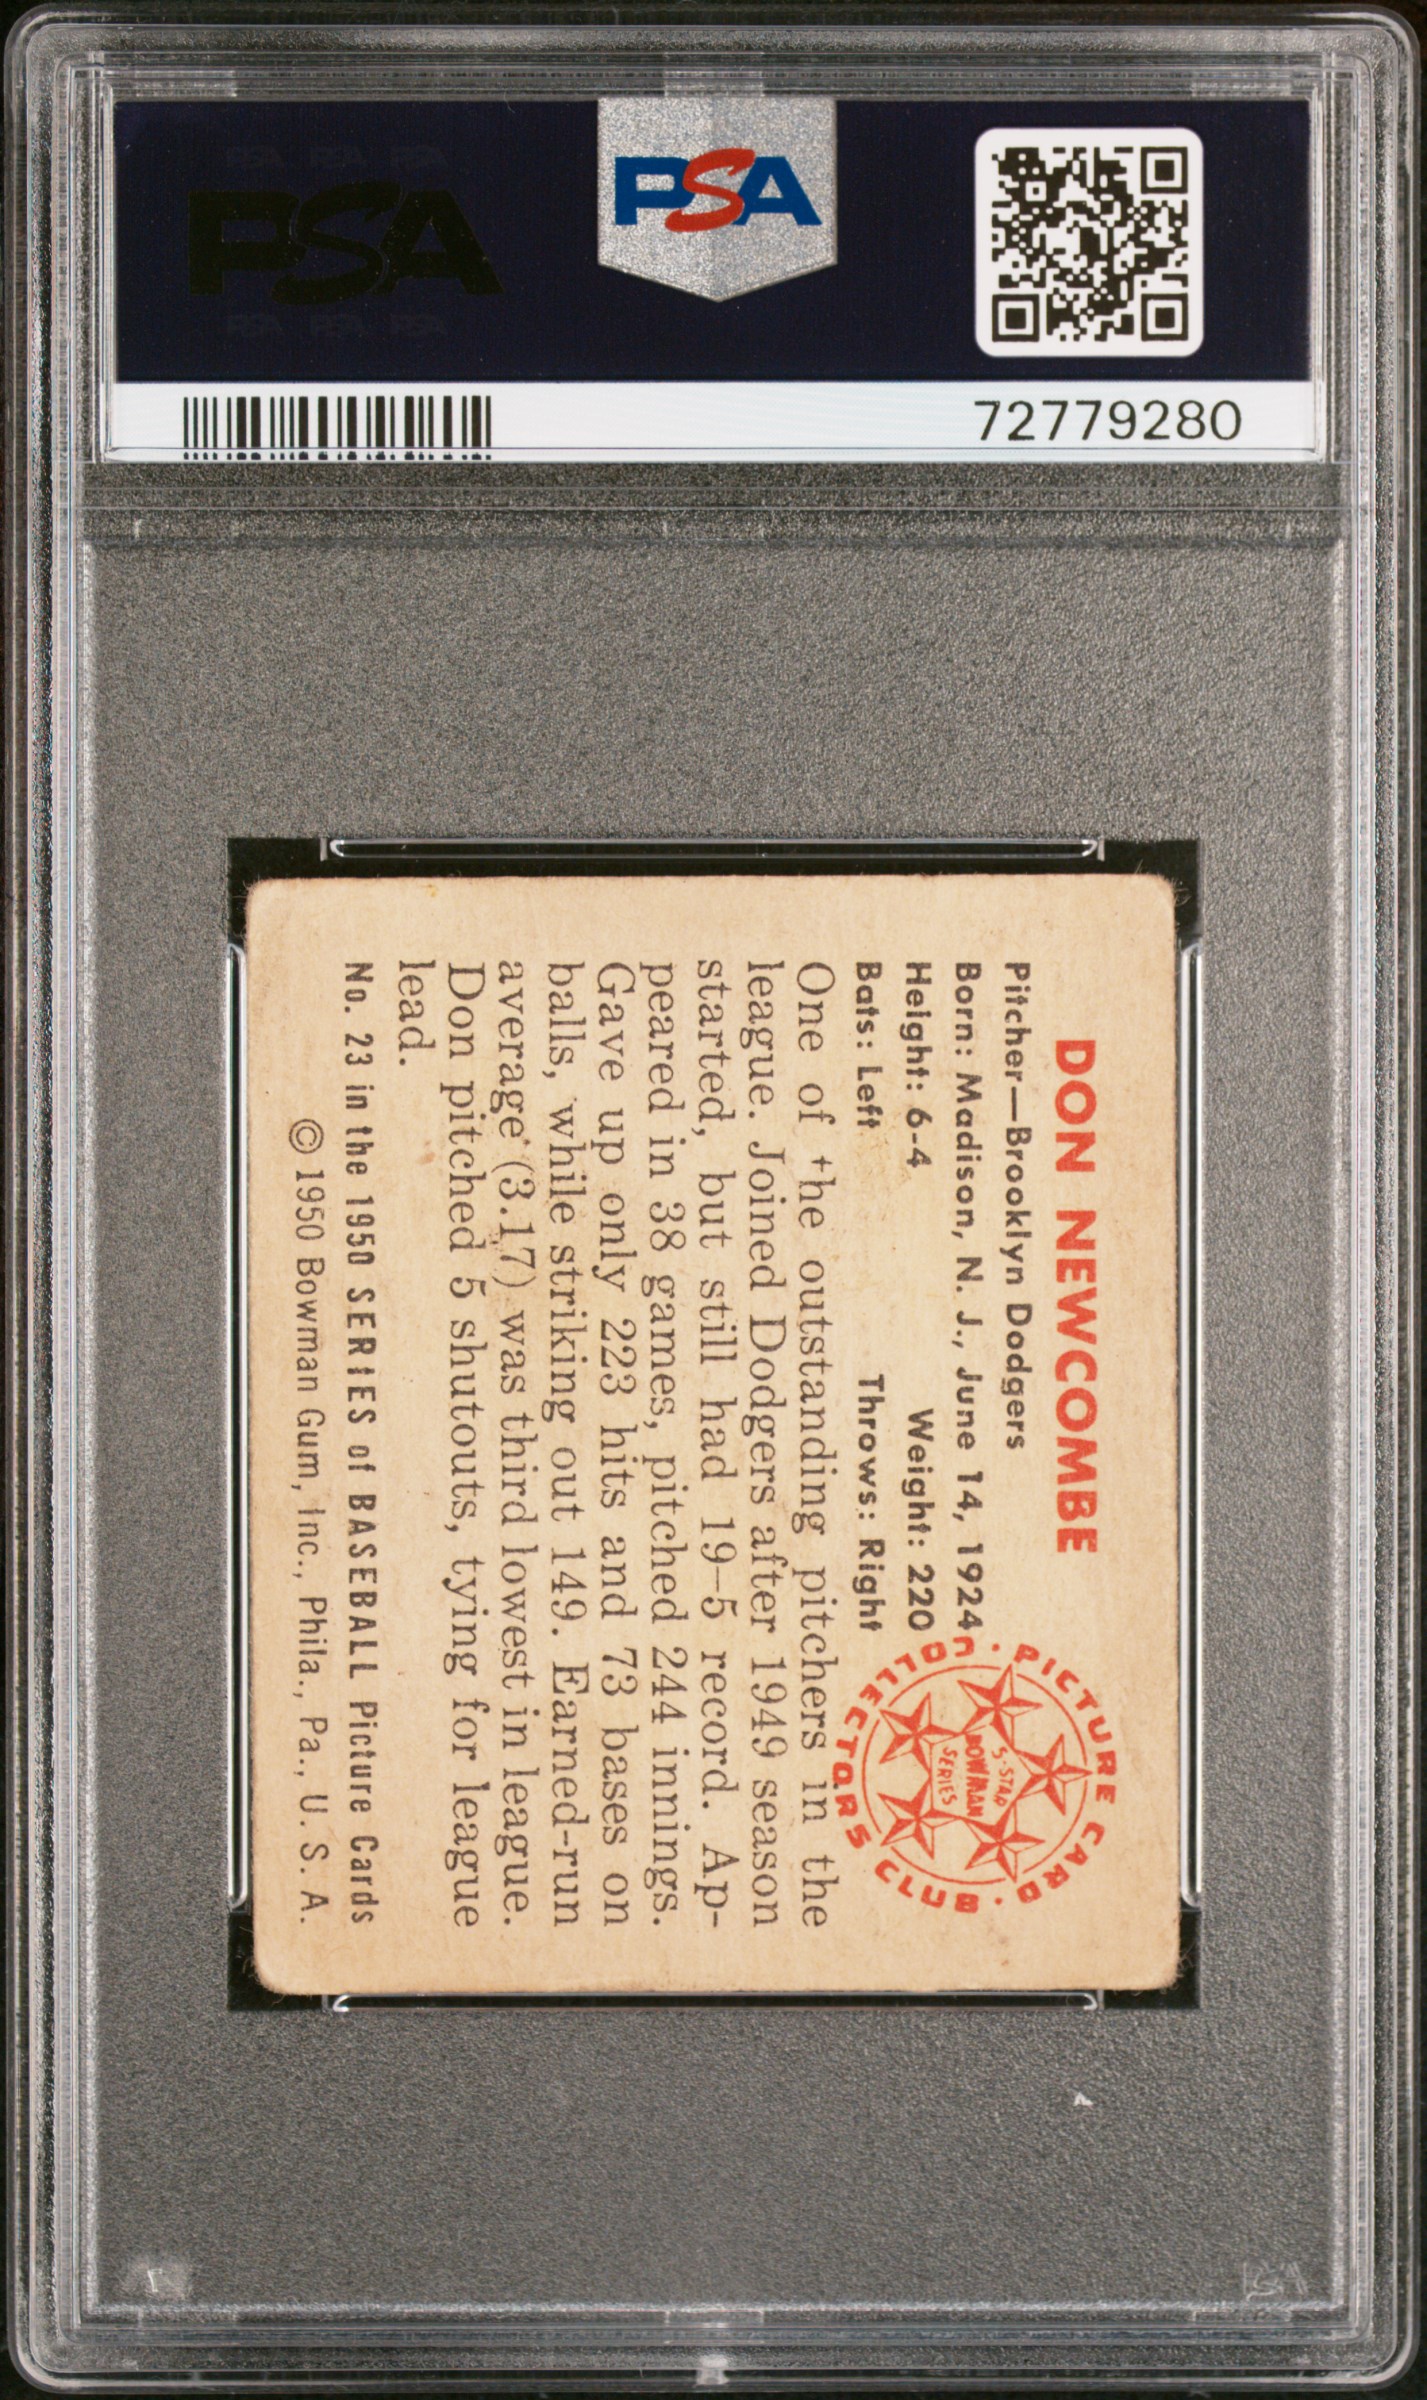 PSA
PSA
72779280
DON NEWCOMBE
Pitcher—Brooklyn Dodgers
Born: Madison, N. J., June 14, 1924
Height: 6-4 Weight: 220
Bats: Left Throws: Right
One of the outstanding pitchers in the
league. Joined Dodgers after 1949 season
started, but still had 19-5 record. Ap-
peared in 38 games, pitched 244 innings.
Gave up only 223 hits and 73 bases on
balls, while striking out 149. Earned-run
average (3.17) was third lowest in league.
Don pitched 5 shutouts, tying for league
lead.
No. 23 in the 1950 SERIES of BASEBALL Picture Cards
© 1950 Bowman Gum, Inc., Phila., Pa., U. S. A.
· PICTURE CARD · COLLECTORS CLUB
5-STAR
BOWMAN
SERIES